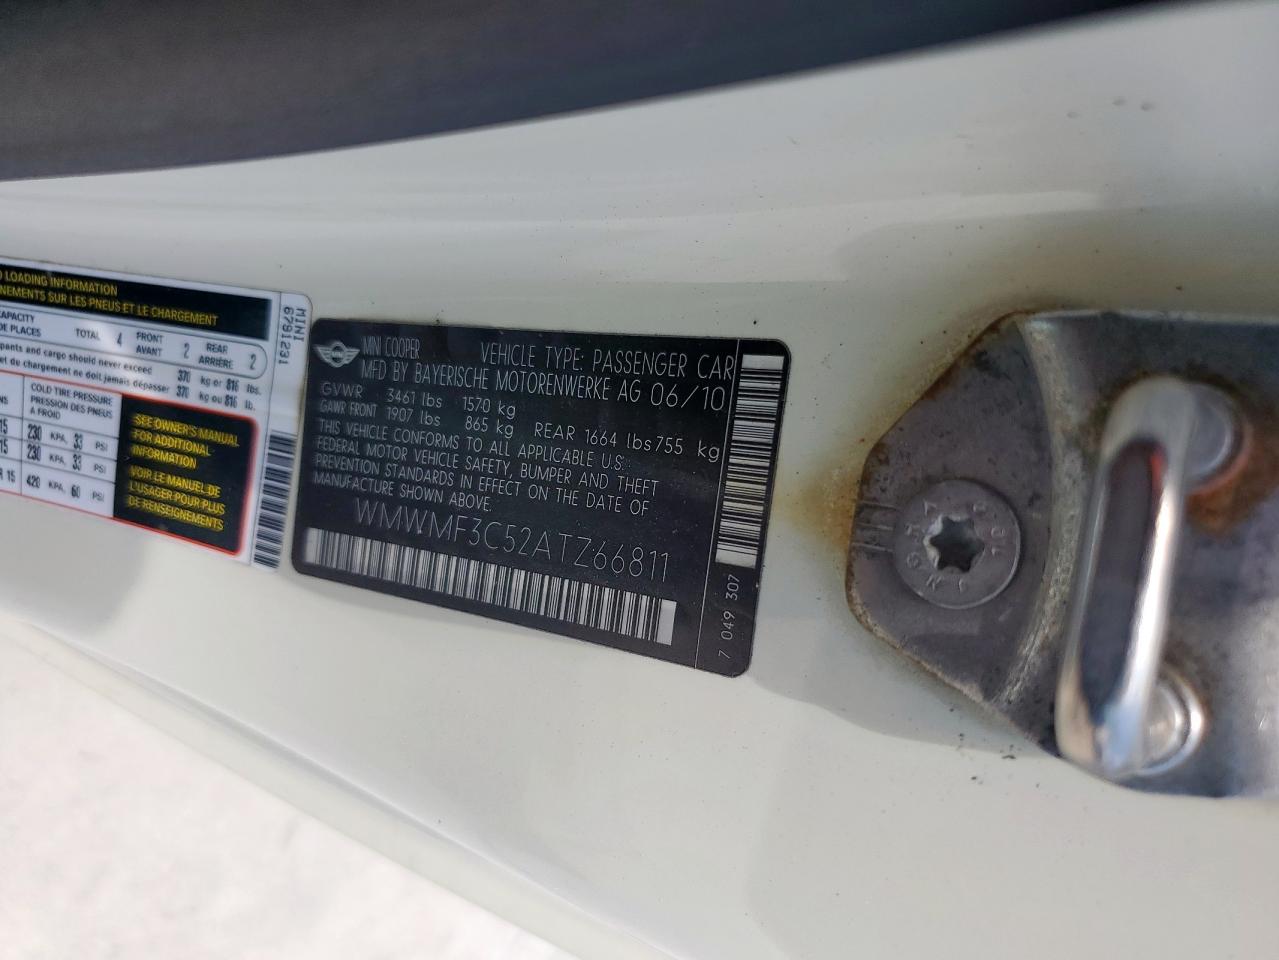 LOADING INFORMATION
NEMENTS SUR LES PNEUS ET LE CHARGEMENT
CAPACITY
DE PLACES
TOTAL 4 FRONT AVANT 2 REAR ARRIÈRE 2
pants and cargo should never exceed 370 kg or 816 lbs.
et du chargement ne doit jamais dépasser 370 kg ou 816 lb.
COLD TIRE PRESSURE
PRESSION DES PNEUS
A FROID
15 230 KPA, 33 PSI
15 230 KPA, 33 PSI
R 15 420 KPA, 60 PSI
SEE OWNER'S MANUAL
FOR ADDITIONAL
INFORMATION
VOIR LE MANUEL DE
L'USAGER POUR PLUS
DE RENSEIGNEMENTS
MINI
6791231
MINI COOPER VEHICLE TYPE: PASSENGER CAR
MFD BY BAYERISCHE MOTORENWERKE AG 06/10
GVWR 3461 lbs 1570 kg
GAWR FRONT 1907 lbs 865 kg REAR 1664 lbs 755 kg
THIS VEHICLE CONFORMS TO ALL APPLICABLE U.S.
FEDERAL MOTOR VEHICLE SAFETY, BUMPER AND THEFT
PREVENTION STANDARDS IN EFFECT ON THE DATE OF
MANUFACTURE SHOWN ABOVE.
WMWMF3C52ATZ66811
7 049 307